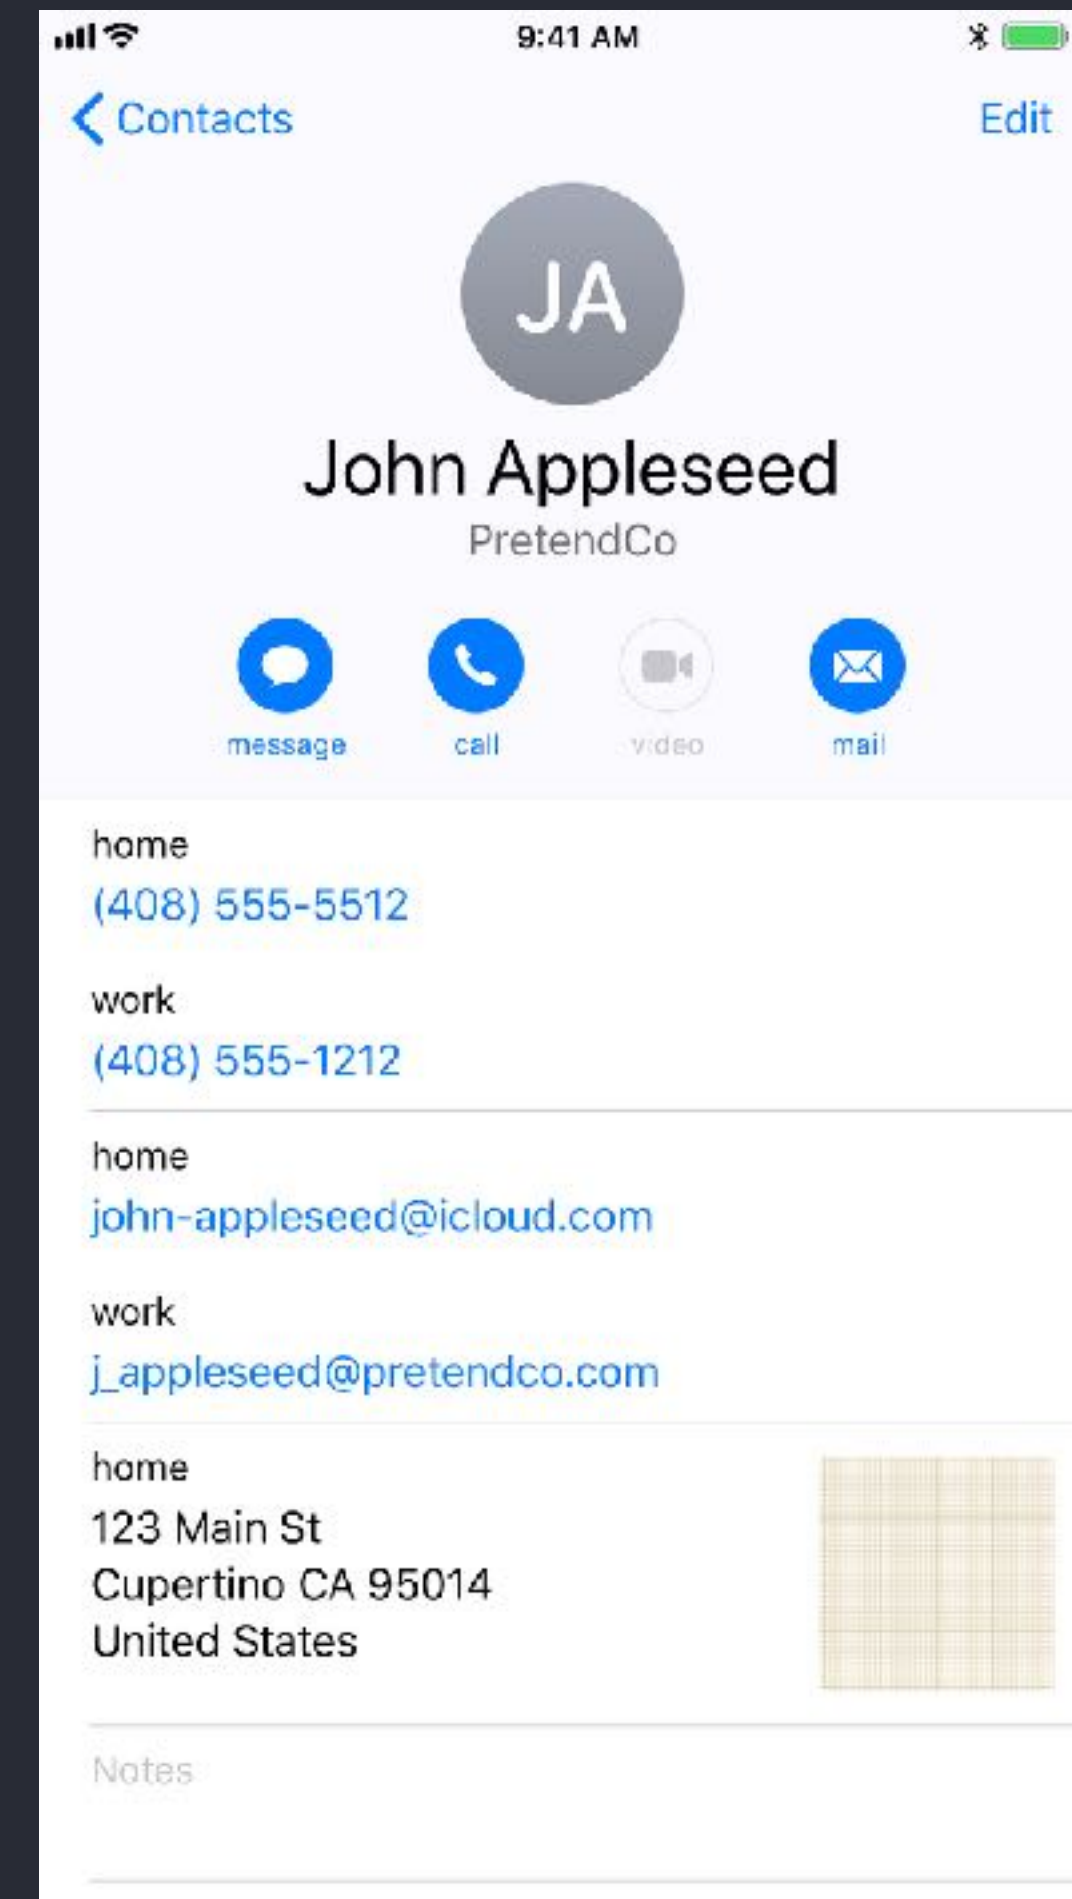 9:41 AM
Contacts
Edit
JA
John Appleseed
PretendCo
message call video mail
home
(408) 555-5512
work
(408) 555-1212
home
john-appleseed@icloud.com
work
j_appleseed@pretendco.com
home
123 Main St
Cupertino CA 95014
United States
Notes